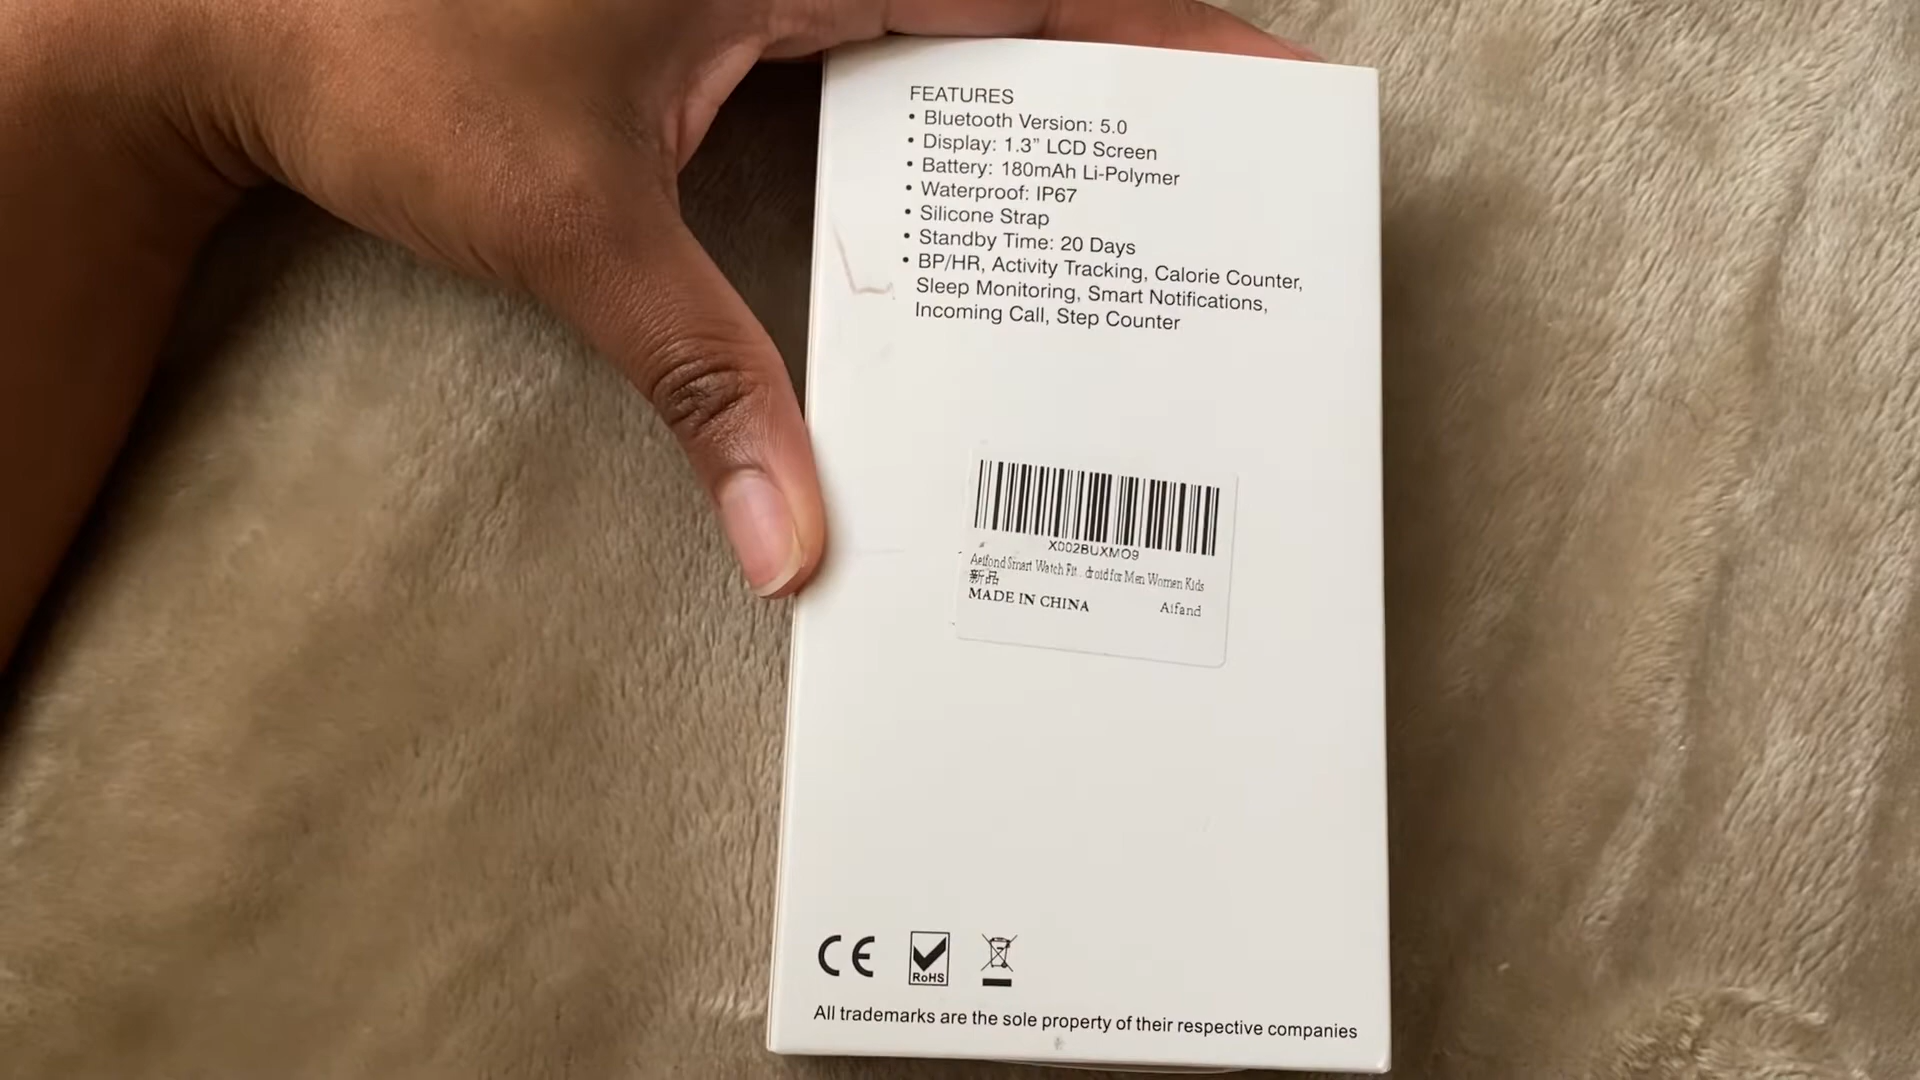 FEATURES
• Bluetooth Version: 5.0
• Display: 1.3” LCD Screen
• Battery: 180mAh Li-Polymer
• Waterproof: IP67
• Silicone Strap
• Standby Time: 20 Days
• BP/HR, Activity Tracking, Calorie Counter,
Sleep Monitoring, Smart Notifications,
Incoming Call, Step Counter
X002BUXMO9
Smart Watch Fit... droid for Men Women Kids
新品
MADE IN CHINA Aifand
CE RoHS
All trademarks are the sole property of their respective companies